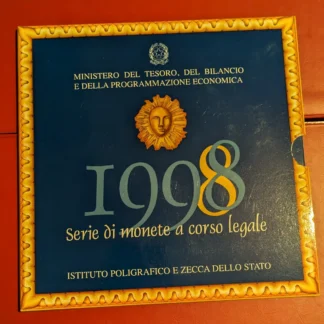 MINISTERO DEL TESORO, DEL BILANCIO
E DELLA PROGRAMMAZIONE ECONOMICA
1998
Serie di monete a corso legale
ISTITUTO POLIGRAFICO E ZECCA DELLO STATO